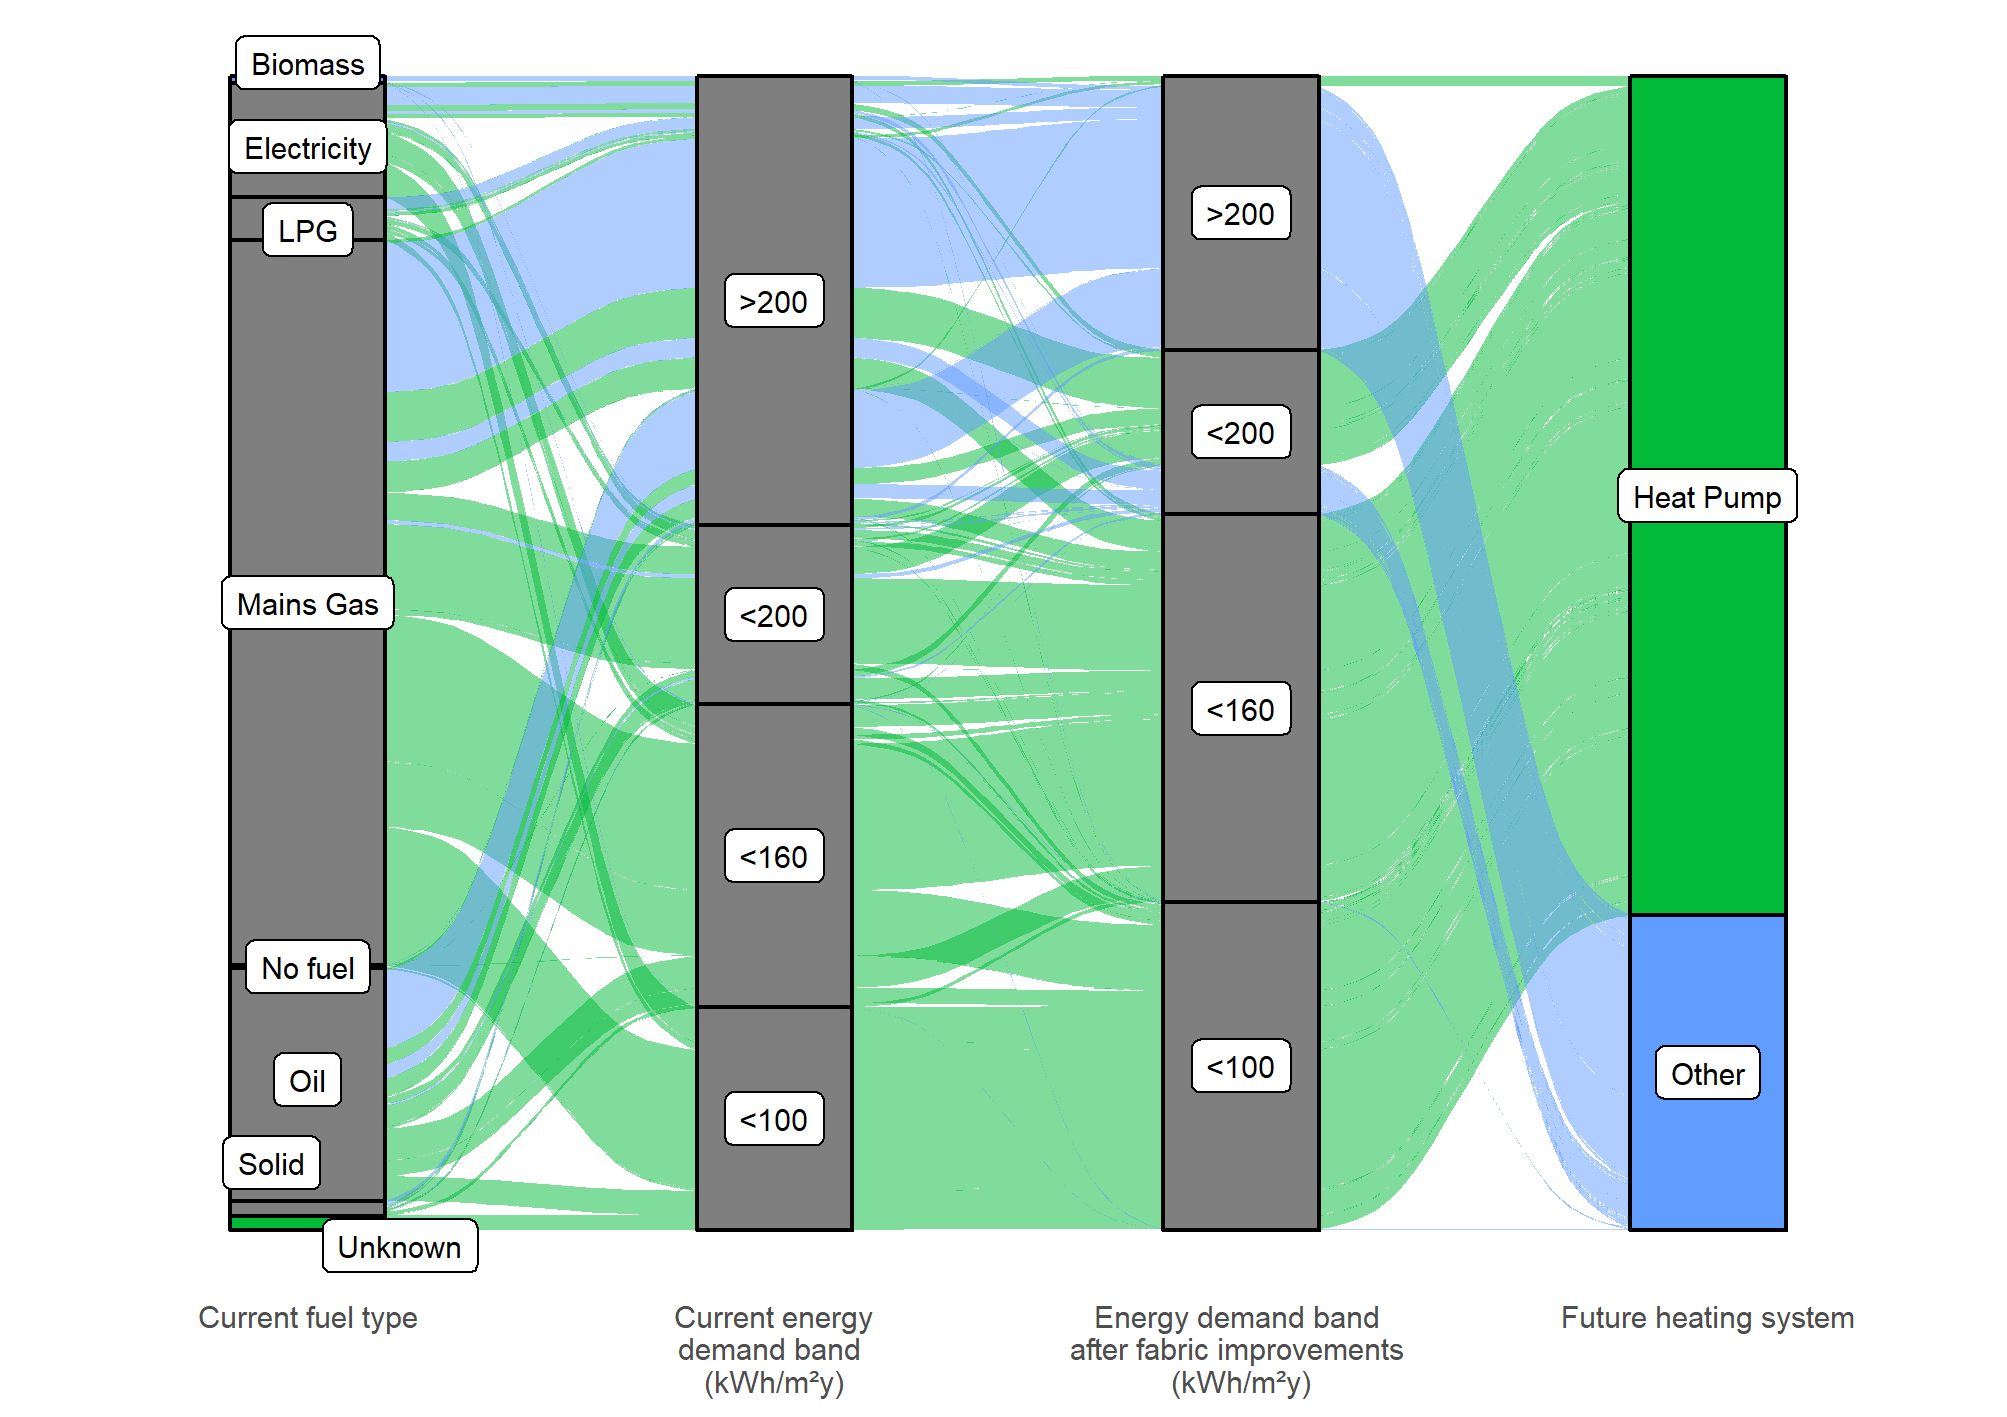 Biomass
Electricity
LPG
Mains Gas
No fuel
Oil
Solid
Unknown
>200
<200
<160
<100
>200
<200
<160
<100
Heat Pump
Other
Current fuel type
Current energy
demand band
(kWh/m²y)
Energy demand band
after fabric improvements
(kWh/m²y)
Future heating system